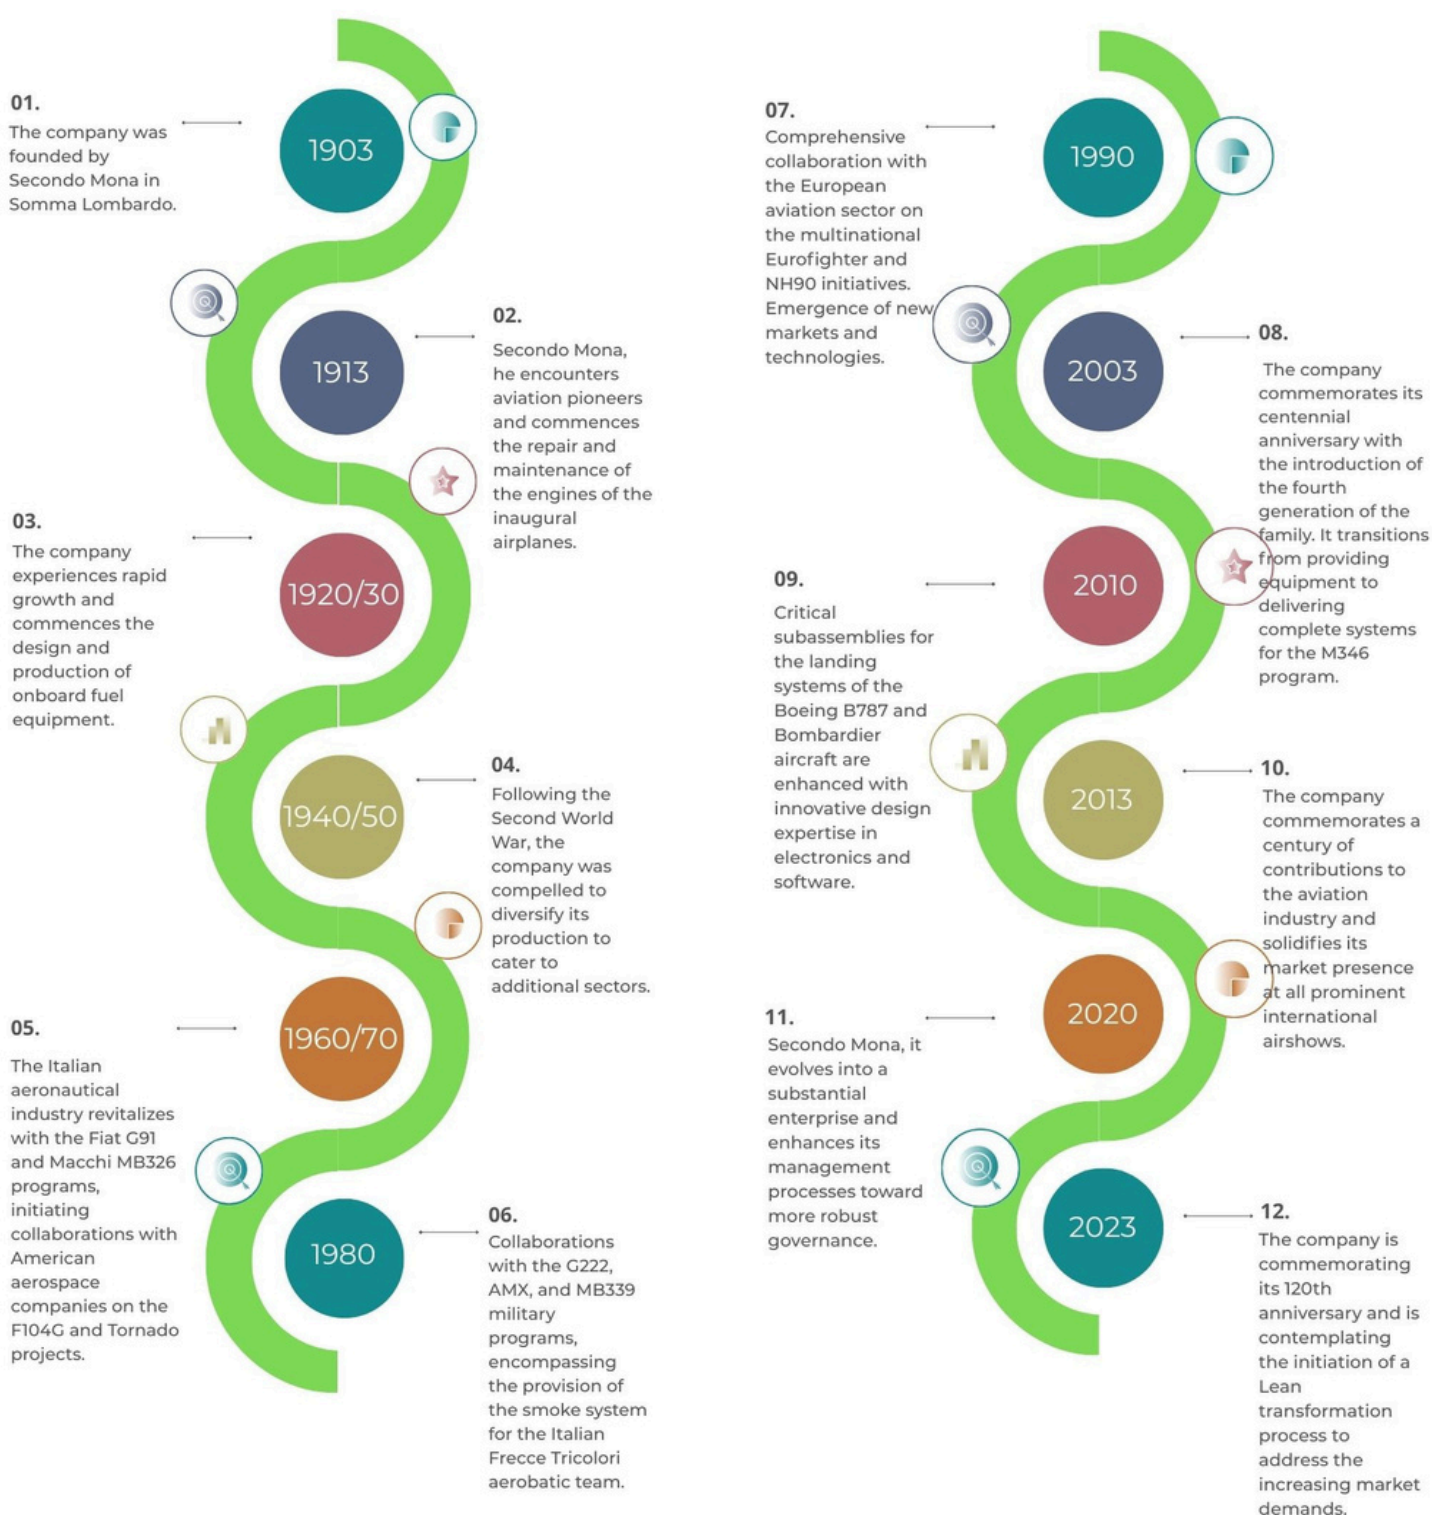 01.
The company was
founded by
Secondo Mona in
Somma Lombardo.
1903
1913
02.
Secondo Mona,
he encounters
aviation pioneers
and commences
the repair and
maintenance of
the engines of the
inaugural
airplanes.
03.
The company
experiences rapid
growth and
commences the
design and
production of
onboard fuel
equipment.
1920/30
1940/50
04.
Following the
Second World
War, the
company was
compelled to
diversify its
production to
cater to
additional sectors.
05.
The Italian
aeronautical
industry revitalizes
with the Fiat G91
and Macchi MB326
programs,
initiating
collaborations with
American
aerospace
companies on the
F104G and Tornado
projects.
1960/70
1980
06.
Collaborations
with the G222,
AMX, and MB339
military
programs,
encompassing
the provision of
the smoke system
for the Italian
Frecce Tricolori
aerobatic team.
07.
Comprehensive
collaboration with
the European
aviation sector on
the multinational
Eurofighter and
NH90 initiatives.
Emergence of new
markets and
technologies.
1990
2003
08.
The company
commemorates its
centennial
anniversary with
the introduction of
the fourth
generation of the
family. It transitions
from providing
equipment to
delivering
complete systems
for the M346
program.
09.
Critical
subassemblies for
the landing
systems of the
Boeing B787 and
Bombardier
aircraft are
enhanced with
innovative design
expertise in
electronics and
software.
2010
2013
10.
The company
commemorates a
century of
contributions to
the aviation
industry and
solidifies its
market presence
at all prominent
international
airshows.
11.
Secondo Mona, it
evolves into a
substantial
enterprise and
enhances its
management
processes toward
more robust
governance.
2020
2023
12.
The company is
commemorating
its 120th
anniversary and is
contemplating
the initiation of a
Lean
transformation
process to
address the
increasing market
demands.